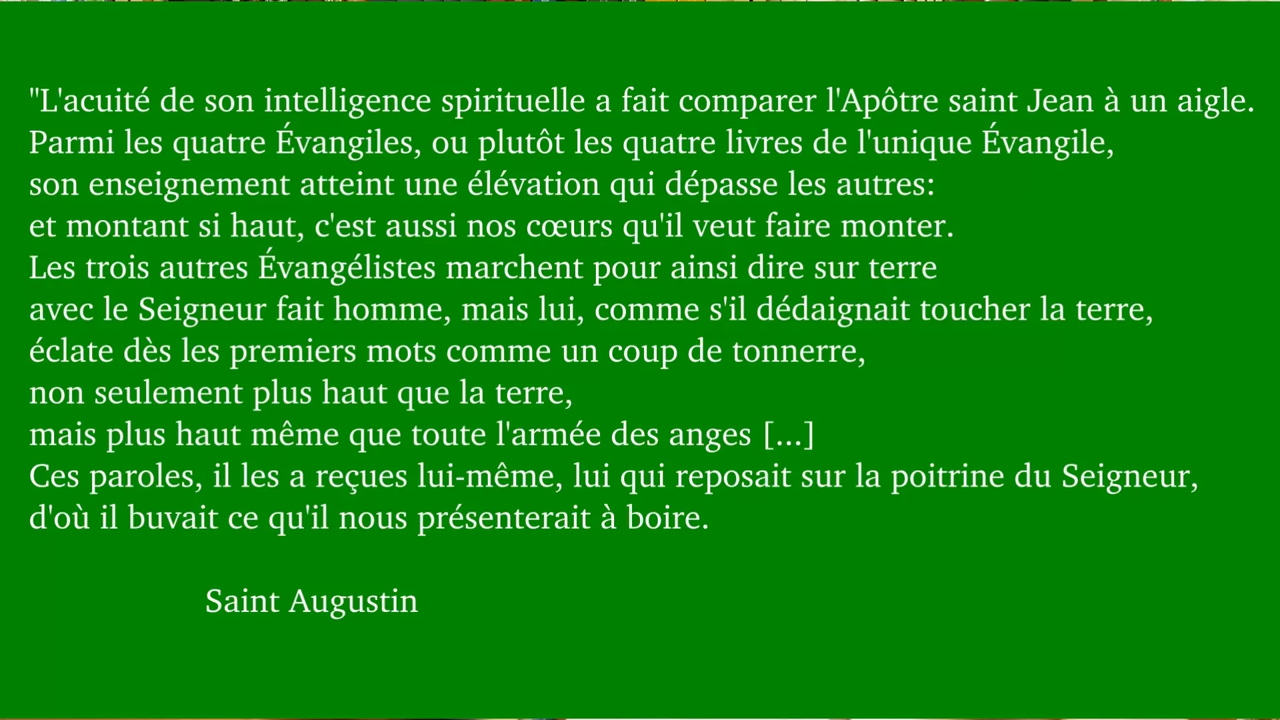 "L'acuité de son intelligence spirituelle a fait comparer l'Apôtre saint Jean à un aigle.
Parmi les quatre Évangiles, ou plutôt les quatre livres de l'unique Évangile,
son enseignement atteint une élévation qui dépasse les autres:
et montant si haut, c'est aussi nos cœurs qu'il veut faire monter.
Les trois autres Évangélistes marchent pour ainsi dire sur terre
avec le Seigneur fait homme, mais lui, comme s'il dédaignait toucher la terre,
éclate dès les premiers mots comme un coup de tonnerre,
non seulement plus haut que la terre,
mais plus haut même que toute l'armée des anges [...]
Ces paroles, il les a reçues lui-même, lui qui reposait sur la poitrine du Seigneur,
d'où il buvait ce qu'il nous présenterait à boire.
Saint Augustin